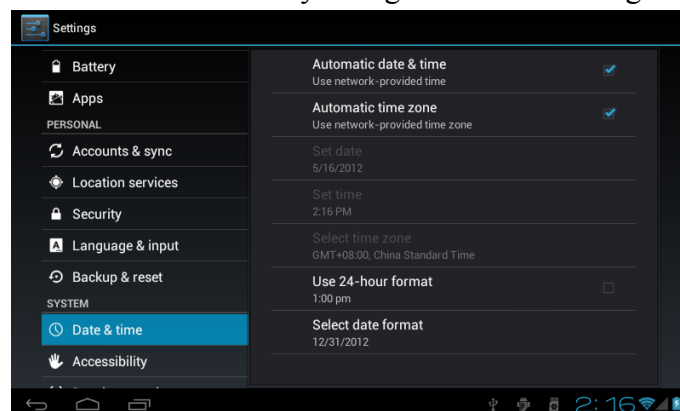 Settings
Battery
Apps
PERSONAL
Accounts & sync
Location services
Security
Language & input
Backup & reset
SYSTEM
Date & time
Accessibility
Automatic date & time
Use network-provided time
Automatic time zone
Use network-provided time zone
Set date
5/16/2012
Set time
2:16 PM
Select time zone
GMT+08:00, China Standard Time
Use 24-hour format
1:00 pm
Select date format
12/31/2012
2:16